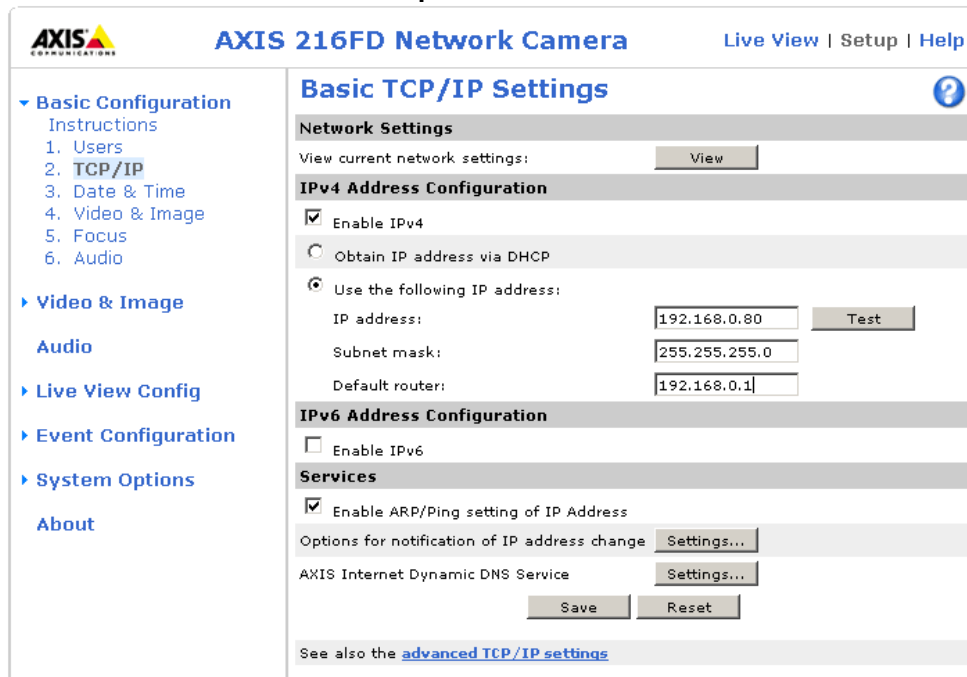 AXIS
COMMUNICATIONS
AXIS 216FD Network Camera
Live View | Setup | Help
Basic Configuration
Instructions
1. Users
2. TCP/IP
3. Date & Time
4. Video & Image
5. Focus
6. Audio
Video & Image
Audio
Live View Config
Event Configuration
System Options
About
Basic TCP/IP Settings
?
Network Settings
View current network settings: View
IPv4 Address Configuration
Enable IPv4
Obtain IP address via DHCP
Use the following IP address:
IP address: 192.168.0.80 Test
Subnet mask: 255.255.255.0
Default router: 192.168.0.1
IPv6 Address Configuration
Enable IPv6
Services
Enable ARP/Ping setting of IP Address
Options for notification of IP address change Settings...
AXIS Internet Dynamic DNS Service Settings...
Save Reset
See also the advanced TCP/IP settings